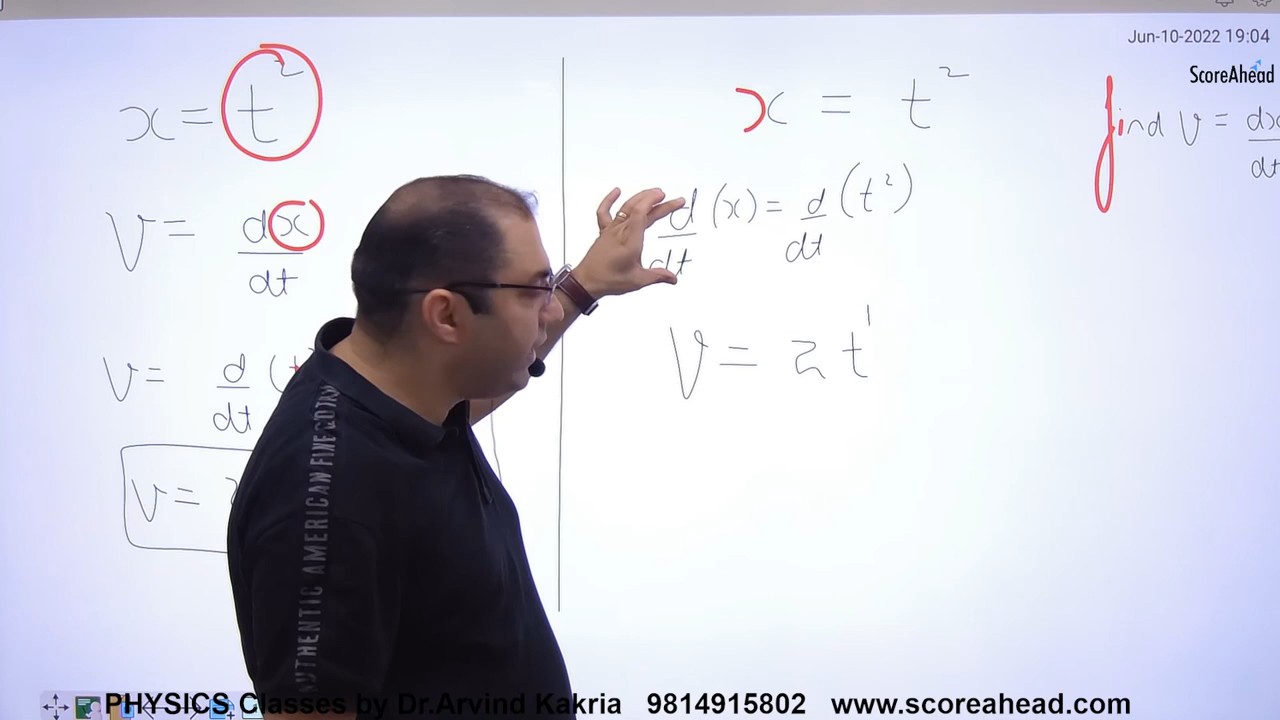 Jun-10-2022 19:04
ScoreAhead
x = t²
V = dx/dt
V = d/dt (
V =
x = t²
d/dt (x) = d/dt (t²)
V = 2t¹
find V = dx/dt
AUTHENTIC AMERICAN
PHYSICS Classes by Dr.Arvind Kakria 9814915802 www.scoreahead.com